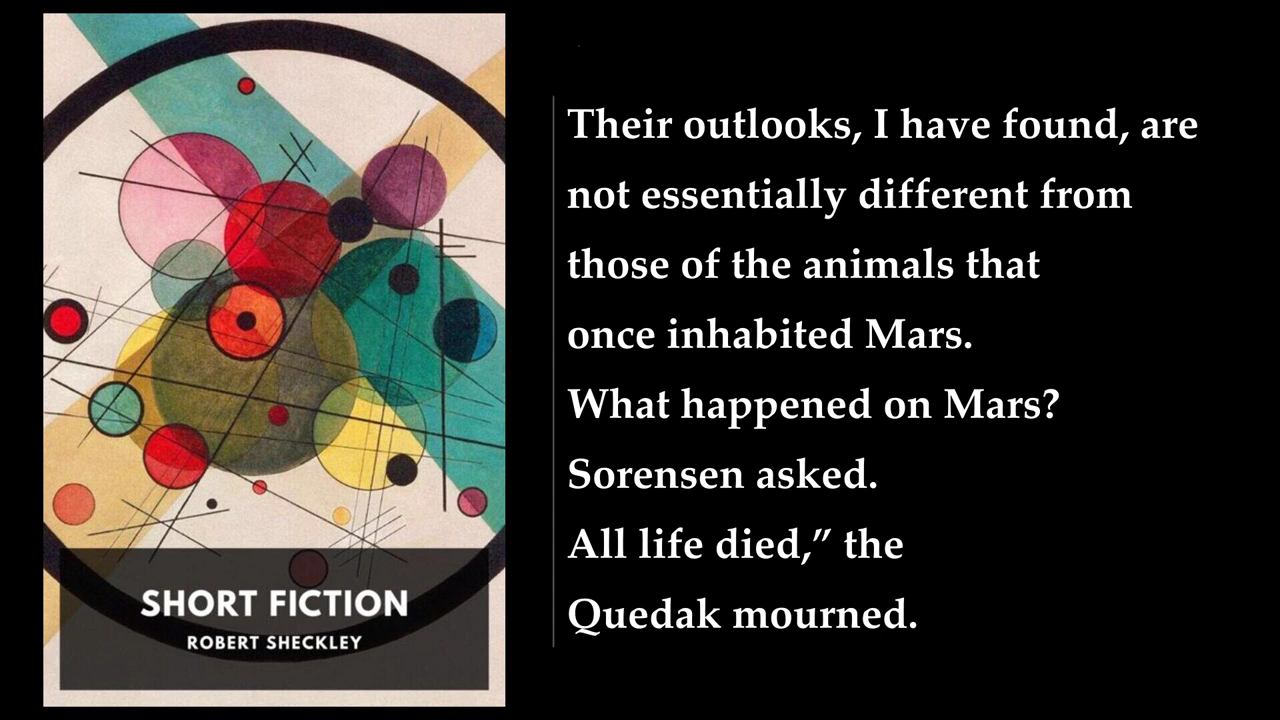 SHORT FICTION
ROBERT SHECKLEY
Their outlooks, I have found, are
not essentially different from
those of the animals that
once inhabited Mars.
What happened on Mars?
Sorensen asked.
All life died,” the
Quedak mourned.